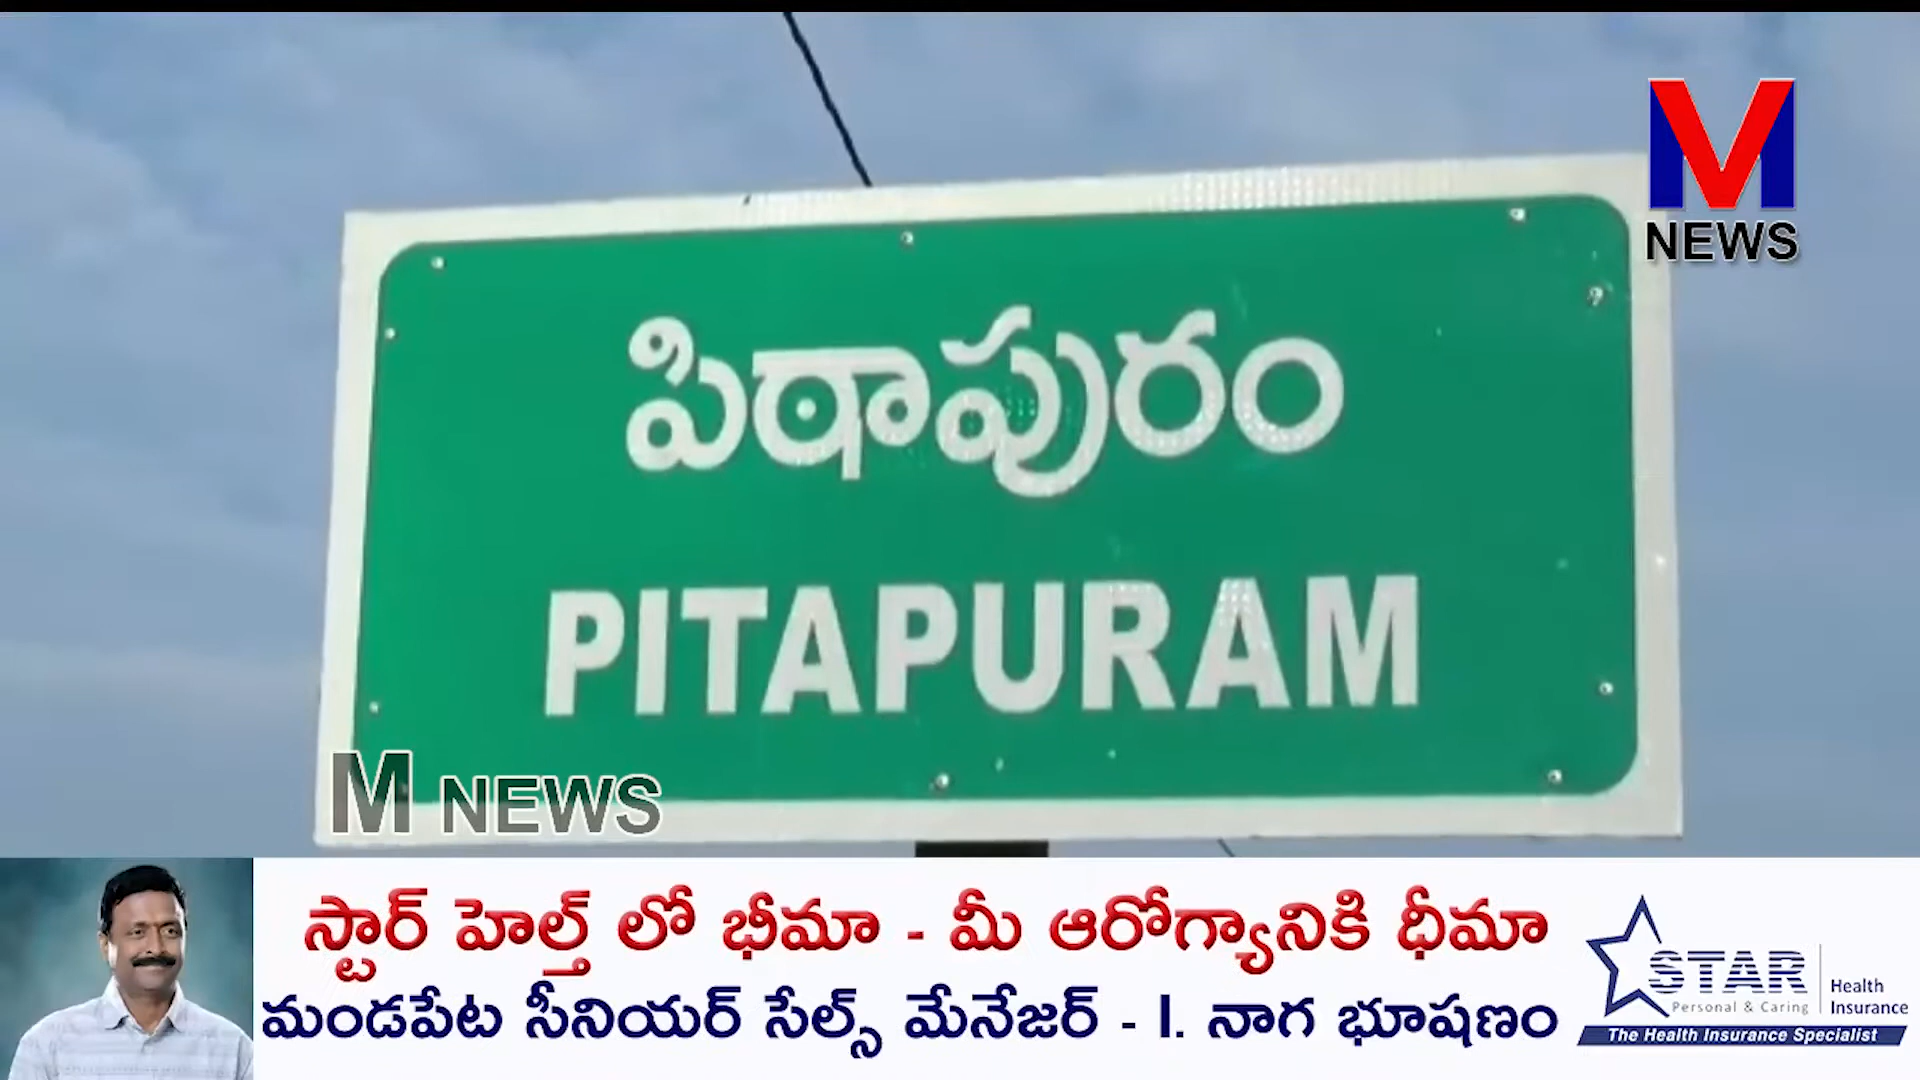 M
NEWS
పిఠాపురం
PITAPURAM
M NEWS
స్టార్ హెల్త్ లో భీమా - మీ ఆరోగ్యానికి ధీమా
మండపేట సీనియర్ సేల్స్ మేనేజర్ - I. నాగ భూషణం
STAR
Personal & Caring
Health
Insurance
The Health Insurance Specialist